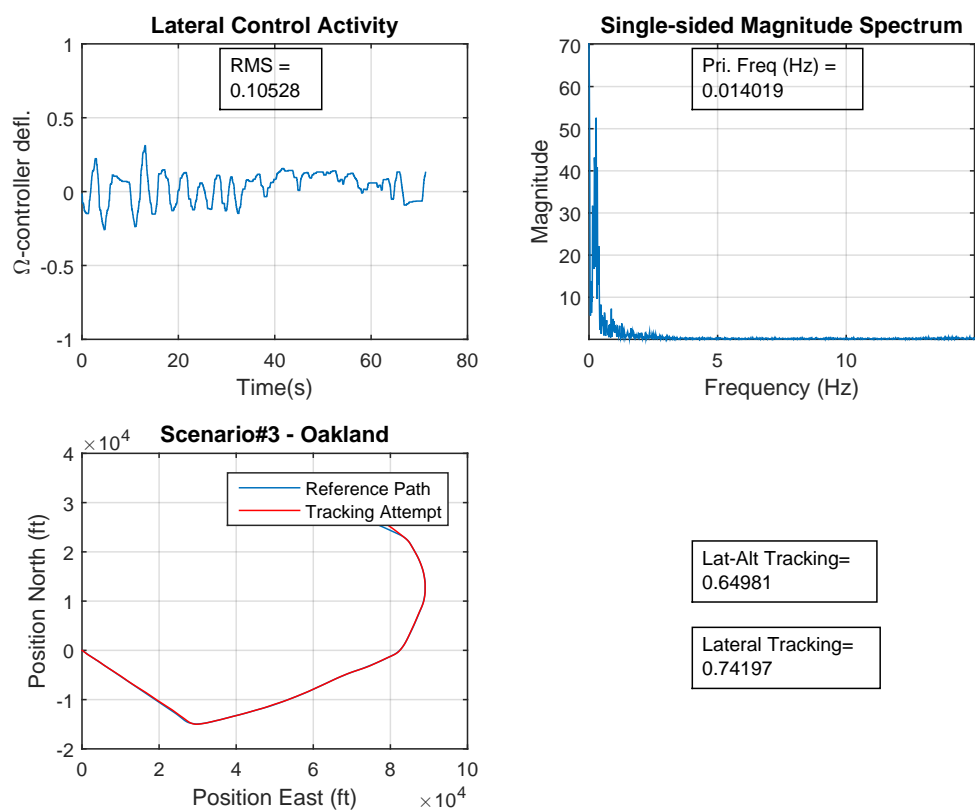 Lateral Control Activity
RMS =
0.10528
1
0.5
0
-0.5
-1
Ω-controller defl.
0
20
40
60
80
Time(s)
Single-sided Magnitude Spectrum
Pri. Freq (Hz) =
0.014019
70
60
50
40
30
20
10
Magnitude
0
5
10
Frequency (Hz)
Scenario#3 - Oakland
×10^4
Reference Path
Tracking Attempt
4
3
2
1
0
-1
-2
Position North (ft)
0
2
4
6
8
10
Position East (ft)
×10^4
Lat-Alt Tracking=
0.64981
Lateral Tracking=
0.74197